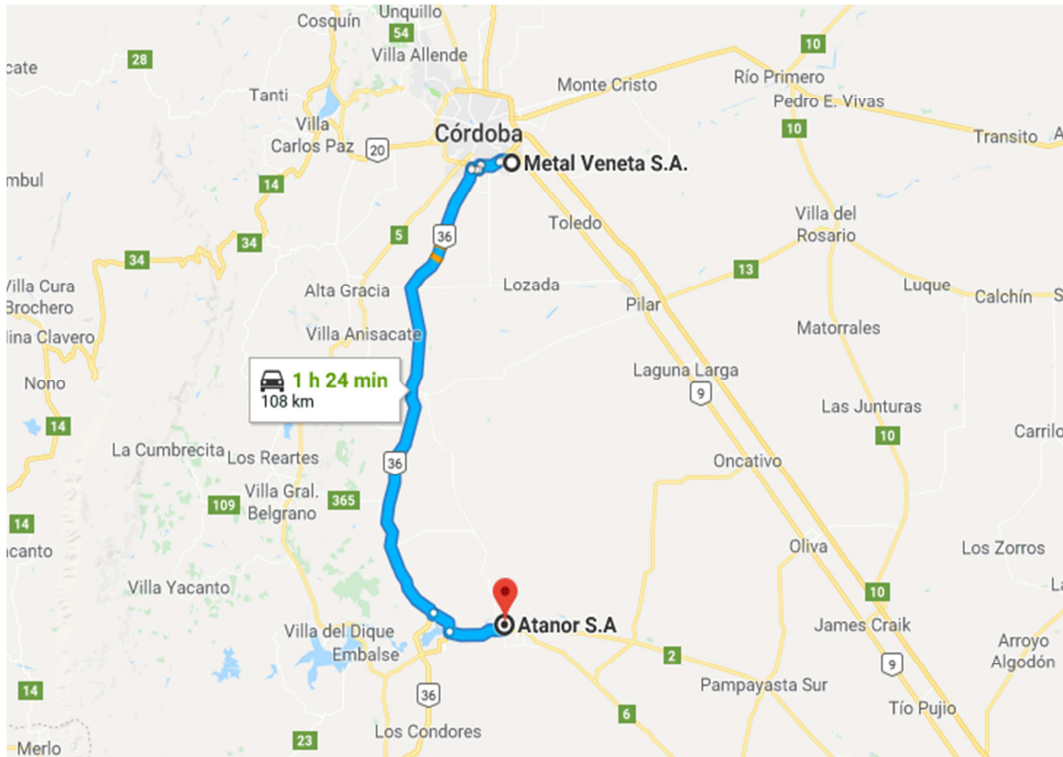 Unquillo
Cosquín
54
10
28
Villa Allende
cate
Río Primero
Monte Cristo
Tanti
Pedro E. Vivas
Villa
Carlos Paz
Córdoba
10
20
Transito
A
Metal Veneta S.A.
mbul
14
Villa del
Rosario
Toledo
5
36
34
34
13
Villa Cura
Brochero
Alta Gracia
Lozada
Luque
Calchín
S
Pilar
lina Clavero
Villa Anisacate
Matorrales
1 h 24 min
108 km
Nono
Laguna Larga
9
14
Las Junturas
10
Carrilo
La Cumbrecita
Los Reartes
36
Oncativo
Villa Gral.
Belgrano
109
365
14
Oliva
Los Zorros
acanto
Villa Yacanto
10
La
Villa del Dique
Embalse
Atanor S.A
James Craik
Arroyo
Algodón
2
9
14
36
Pampayasta Sur
6
Tío Pujio
Los Condores
23
Merlo